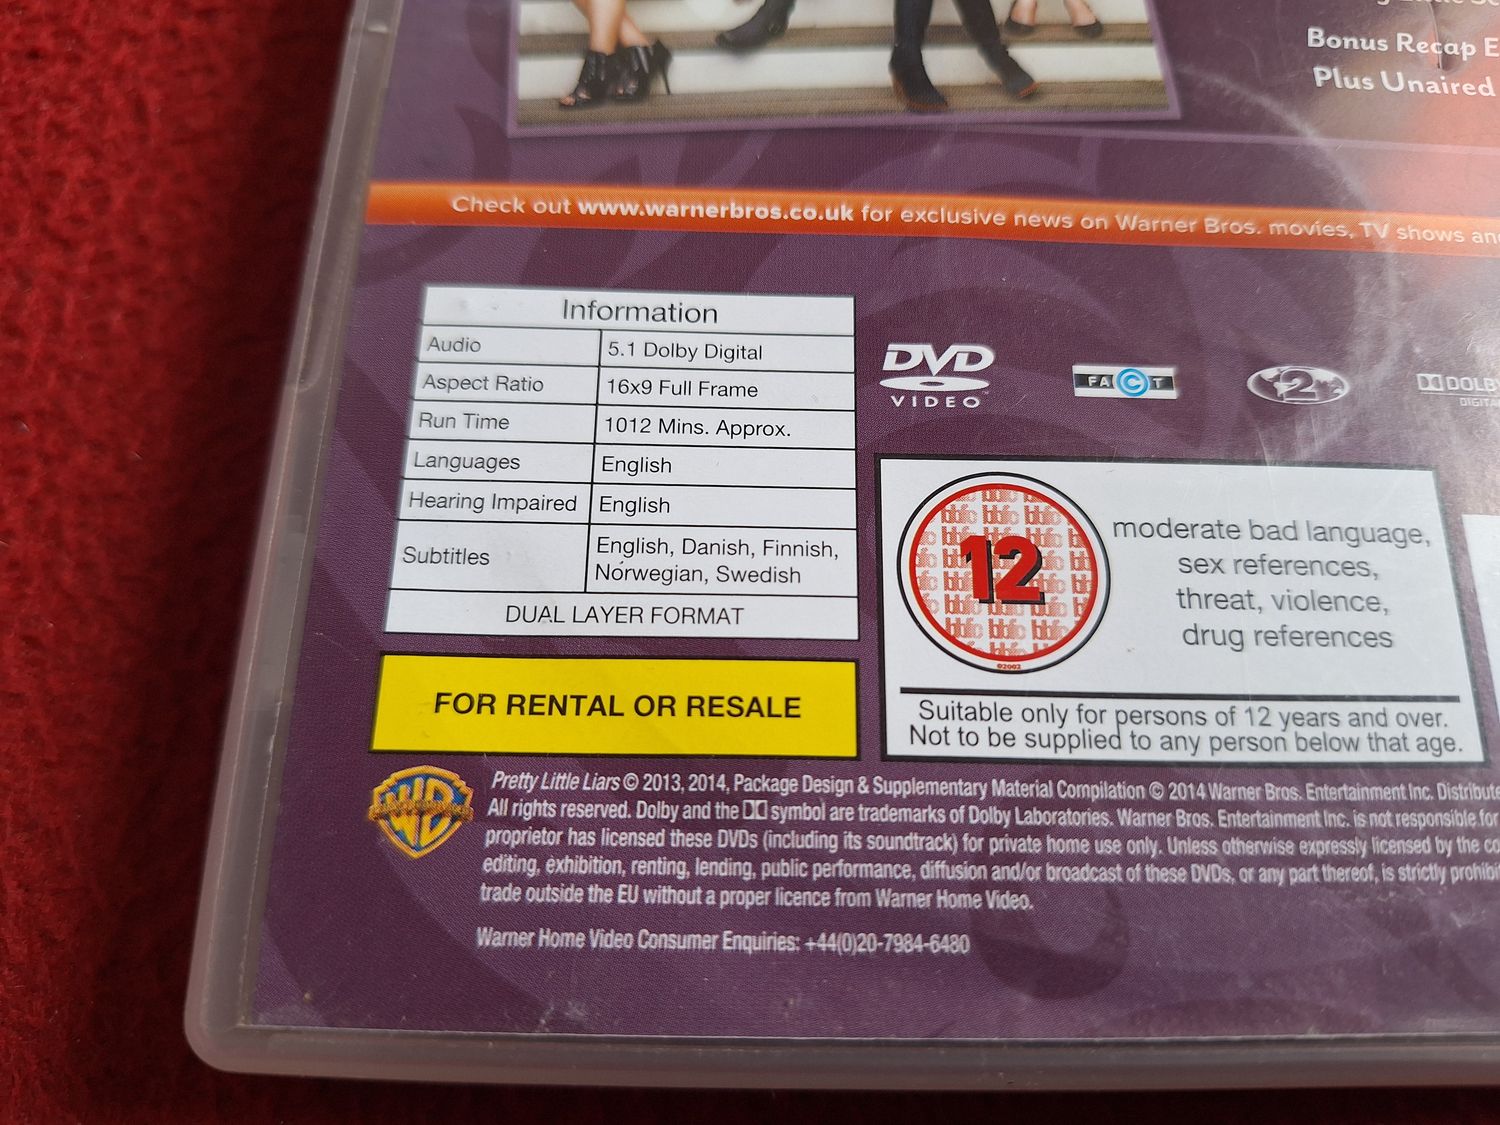 Bonus Recap
Plus Unaired
Check out www.warnerbros.co.uk for exclusive news on Warner Bros. movies, TV shows
Information
Audio 5.1 Dolby Digital
Aspect Ratio 16x9 Full Frame
Run Time 1012 Mins. Approx.
Languages English
Hearing Impaired English
Subtitles English, Danish, Finnish,
Norwegian, Swedish
DUAL LAYER FORMAT
FOR RENTAL OR RESALE
DVD
VIDEO
FACT
2
12
bbfc
©2002
moderate bad language,
sex references,
threat, violence,
drug references
Suitable only for persons of 12 years and over.
Not to be supplied to any person below that age.
WB
Pretty Little Liars © 2013, 2014, Package Design & Supplementary Material Compilation © 2014 Warner Bros. Entertainment Inc.
All rights reserved. Dolby and the symbol are trademarks of Dolby Laboratories. Warner Bros. Entertainment Inc. is not responsible for
proprietor has licensed these DVDs (including its soundtrack) for private home use only. Unless otherwise expressly licensed by the
editing, exhibition, renting, lending, public performance, diffusion and/or broadcast of these DVDs, or any part thereof, is strictly
trade outside the EU without a proper licence from Warner Home Video.
Warner Home Video Consumer Enquiries: +44(0)20-7984-6480